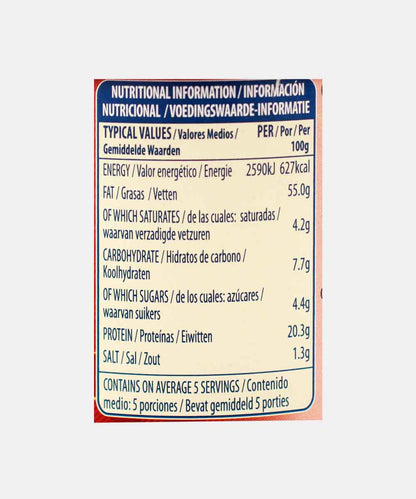 NUTRITIONAL INFORMATION / INFORMACIÓN
NUTRICIONAL / VOEDINGSWAARDE-INFORMATIE
TYPICAL VALUES / Valores Medios / PER / Por / Per
Gemiddelde Waarden 100g
ENERGY / Valor energético / Energie 2590kJ 627kcal
FAT / Grasas / Vetten 55.0g
OF WHICH SATURATES / de las cuales: saturadas /
waarvan verzadigde vetzuren 4.2g
CARBOHYDRATE / Hidratos de carbono /
Koolhydraten 7.7g
OF WHICH SUGARS / de los cuales: azúcares /
waarvan suikers 4.4g
PROTEIN / Proteínas / Eiwitten 20.3g
SALT / Sal / Zout 1.3g
CONTAINS ON AVERAGE 5 SERVINGS / Contenido
medio: 5 porciones / Bevat gemiddeld 5 porties